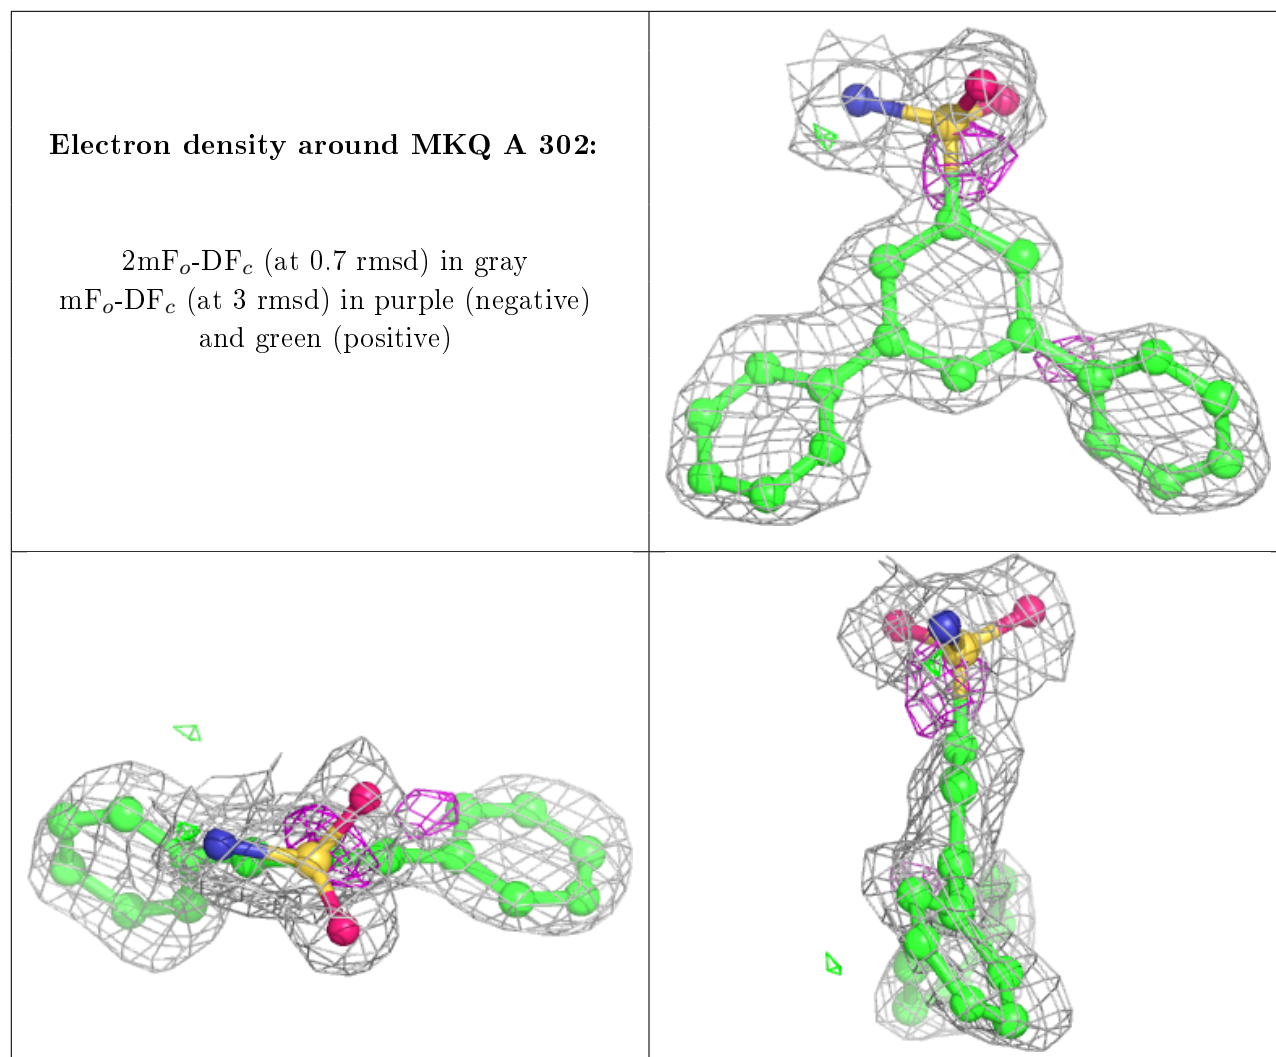 Electron density around MKQ A 302:
2mFₒ-DF𝒸 (at 0.7 rmsd) in gray
mFₒ-DF𝒸 (at 3 rmsd) in purple (negative)
and green (positive)